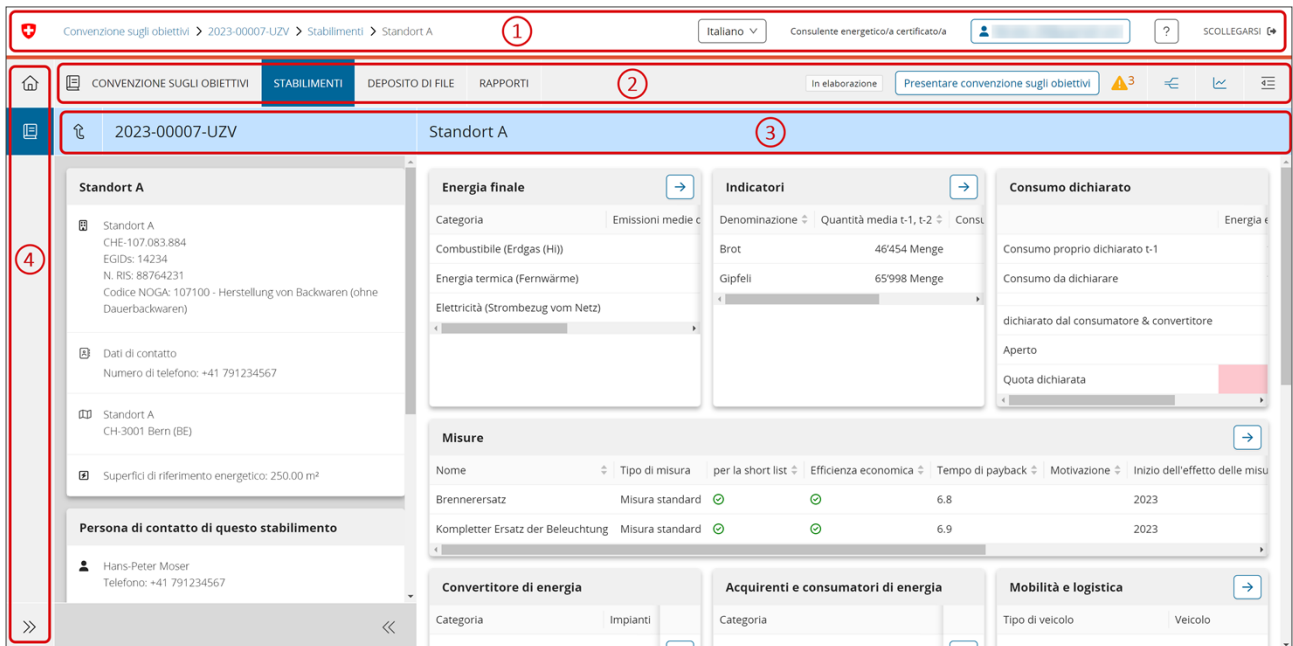 Convenzione sugli obiettivi > 2023-00007-UZV > Stabilimenti > Standort A
1
Italiano
Consulente energetico/a certificato/a
?
SCOLLEGARSI
CONVENZIONE SUGLI OBIETTIVI
STABILIMENTI
DEPOSITO DI FILE
RAPPORTI
2
In elaborazione
Presentare convenzione sugli obiettivi
3
2023-00007-UZV
Standort A
3
4
Standort A
Standort A
CHE-107.083.884
EGIDs: 14234
N. RIS: 88764231
Codice NOGA: 107100 - Herstellung von Backwaren (ohne
Dauerbackwaren)
Dati di contatto
Numero di telefono: +41 791234567
Standort A
CH-3001 Bern (BE)
Superfici di riferimento energetico: 250.00 m²
Persona di contatto di questo stabilimento
Hans-Peter Moser
Telefono: +41 791234567
Energia finale
Categoria Emissioni medie c
Combustibile (Erdgas (Hi))
Energia termica (Fernwärme)
Elettricità (Strombezug vom Netz)
Indicatori
Denominazione Quantità media t-1, t-2 Consu
Brot 46'454 Menge
Gipfeli 65'998 Menge
Consumo dichiarato
Energia e
Consumo proprio dichiarato t-1
Consumo da dichiarare
dichiarato dal consumatore & convertitore
Aperto
Quota dichiarata
Misure
Nome Tipo di misura per la short list Efficienza economica Tempo di payback Motivazione Inizio dell'effetto delle misu
Brennerersatz Misura standard 6.8 2023
Kompletter Ersatz der Beleuchtung Misura standard 6.9 2023
Convertitore di energia
Categoria Impianti
Acquirenti e consumatori di energia
Categoria
Mobilità e logistica
Tipo di veicolo Veicolo